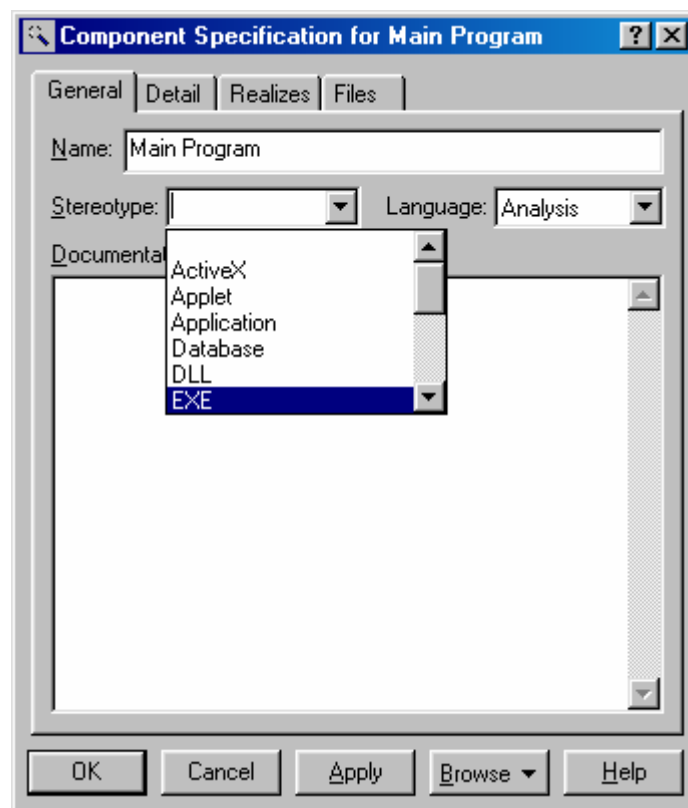 Component Specification for Main Program
General Detail Realizes Files
Name: Main Program
Stereotype: Language: Analysis
Documenta
ActiveX
Applet
Application
Database
DLL
EXE
OK Cancel Apply Browse Help